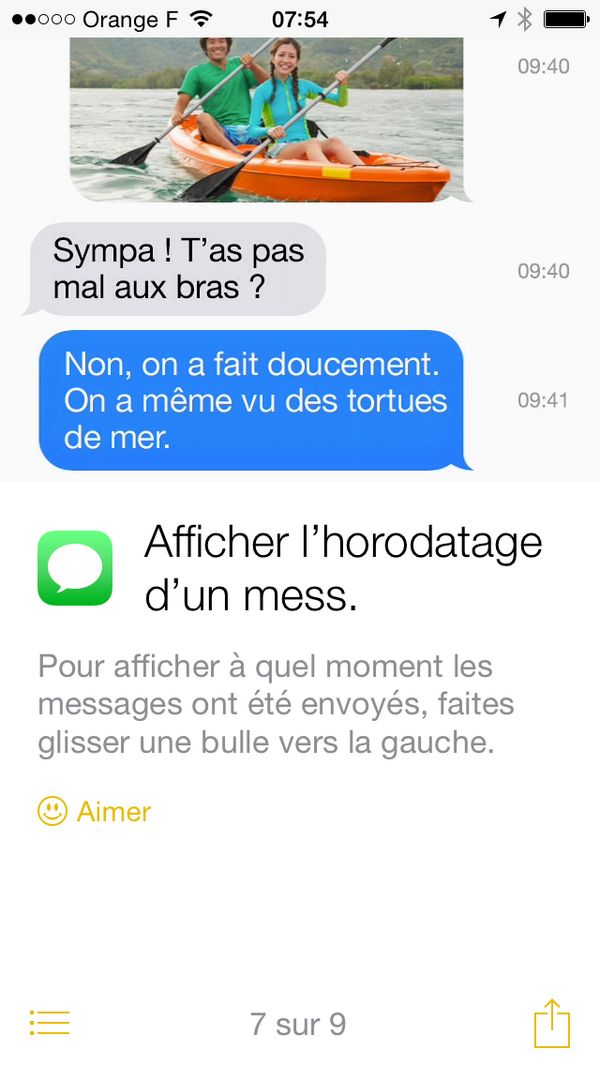 Orange F 07:54
09:40
Sympa ! T’as pas
mal aux bras ?
09:40
Non, on a fait doucement.
On a même vu des tortues
de mer.
09:41
Afficher l’horodatage
d’un mess.
Pour afficher à quel moment les
messages ont été envoyés, faites
glisser une bulle vers la gauche.
Aimer
7 sur 9